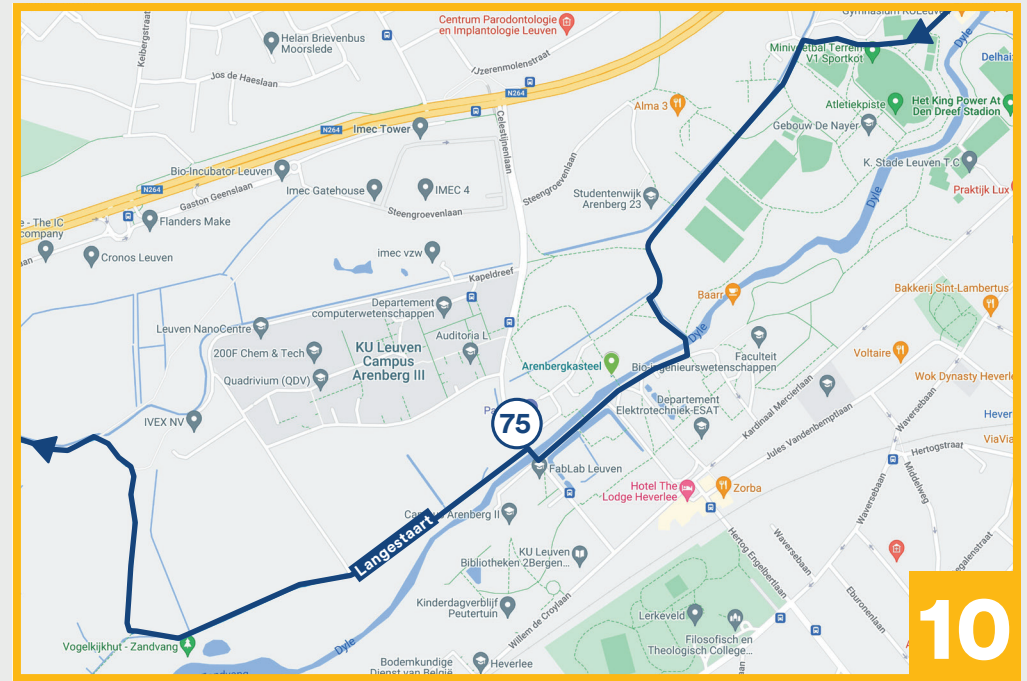 Centrum Parodontologie
en Implantologie Leuven
Gymnasium KULeuven
Helan Brievenbus
Moorslede
Keibergstraat
Jos de Haeslaan
IJzerenmolenstraat
N264
Minivoetbal Terrein
V1 Sportkot
Dyle
Delhai
Alma 3
Atletiekpiste
Het King Power At
Den Dreef Stadion
Gebouw De Nayer
Imec Tower
N264
Celestijnenlaan
K. Stade Leuven T.C
Praktijk Lux
Bio-Incubator Leuven
Gaston Geenslaan
N264
Imec Gatehouse
IMEC 4
Steengroevenlaan
Steengroevenlaan
Studentenwijk
Arenberg 23
Dyle
Flanders Make
e - The IC
company
Cronos Leuven
imec vzw
Kapeldreef
Baarr
Bakkerij Sint-Lambertus
Departement
computerwetenschappen
Leuven NanoCentre
Auditoria L.
200F Chem & Tech
KU Leuven
Campus
Arenberg III
Quadrivium (QDV)
Dyle
Arenbergkasteel
Faculteit
Bio-ingenieurswetenschappen
Voltaire
Wok Dynasty Heverle
Departement
Elektrotechniek-ESAT
Kardinaal Mercierlaan
Jules Vandenbemptlaan
Waversebaan
Hever
ViaVia
Hertogstraat
Middelweg
IVEX NV
75
FabLab Leuven
Hotel The
Lodge Heverlee
Zorba
Campus Arenberg II
Langestaart
Waversebaan
KU Leuven
Bibliotheken 2Bergen...
Hertog Engelbertlaan
Waversebaan
Eburonenlaan
Kinderdagverblijf
Peutertuin
Willem de Croylaan
Lerkeveld
Filosofisch en
Theologisch College...
Vogelkijkhut - Zandvang
Dyle
Bodemkundige
Dienst van België
Heverlee
10